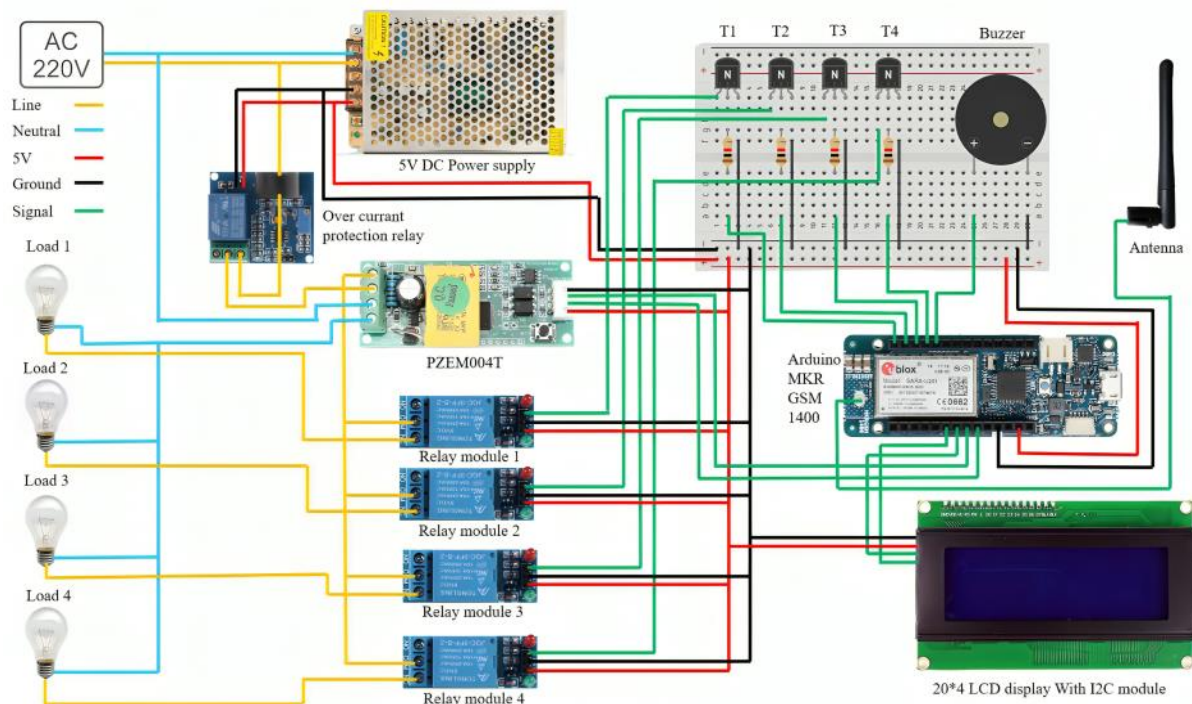 AC
220V
Line
Neutral
5V
Ground
Signal
5V DC Power supply
Over currant
protection relay
T1 T2 T3 T4 Buzzer
N N N N
Antenna
Load 1
Load 2
Load 3
Load 4
PZEM004T
Relay module 1
Relay module 2
Relay module 3
Relay module 4
Arduino
MKR
GSM
1400
blox
20*4 LCD display With I2C module